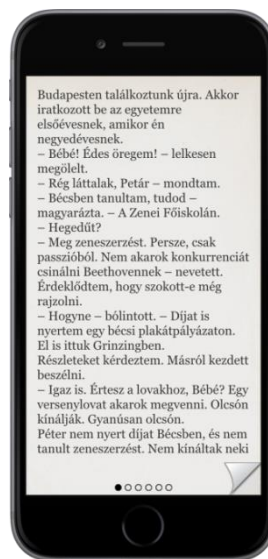 Budapesten találkoztunk újra. Akkor
iratkozott be az egyetemre
elsőévesnek, amikor én
negyedévesnek.
– Bébé! Édes öregem! – lelkesen
megölelt.
– Rég láttalak, Petár – mondtam.
– Bécsben tanultam, tudod –
magyarázta. – A Zenei Főiskolán.
– Hegedűt?
– Meg zeneszerzést. Persze, csak
passzióból. Nem akarok konkurrenciát
csinálni Beethovennek – nevetett.
Érdeklődtem, hogy szokott-e még
rajzolni.
– Hogyne – bólintott. – Díjat is
nyertem egy bécsi plakátpályázaton.
El is ittuk Grinzingben.
Részleteket kérdeztem. Másról kezdett
beszélni.
– Igaz is. Értesz a lovakhoz, Bébé? Egy
versenylovat akarok megvenni. Olcsón
kínálják. Gyanúsan olcsón.
Péter nem nyert díjat Bécsben, és nem
tanult zeneszerzést. Nem kínáltak neki